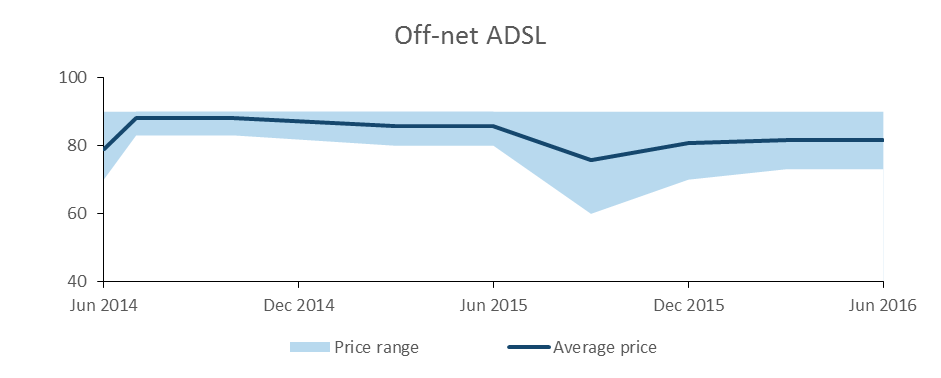 Off-net ADSL
100
80
60
40
Jun 2014 Dec 2014 Jun 2015 Dec 2015 Jun 2016
Price range Average price